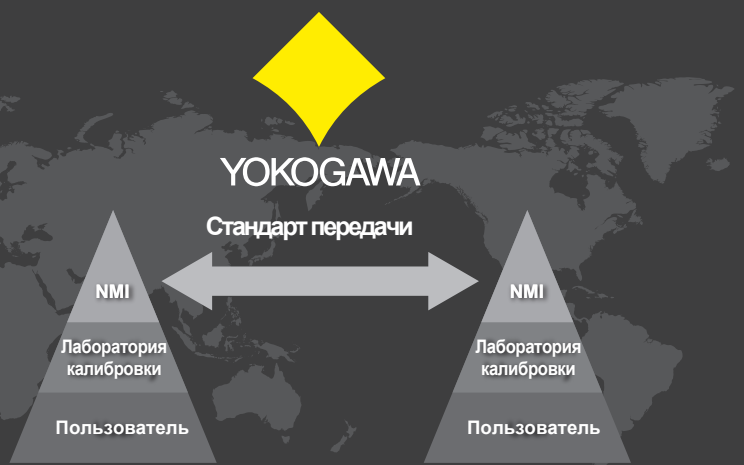 YOKOGAWA
Стандарт передачи
NMI
Лаборатория
калибровки
Пользователь
NMI
Лаборатория
калибровки
Пользователь